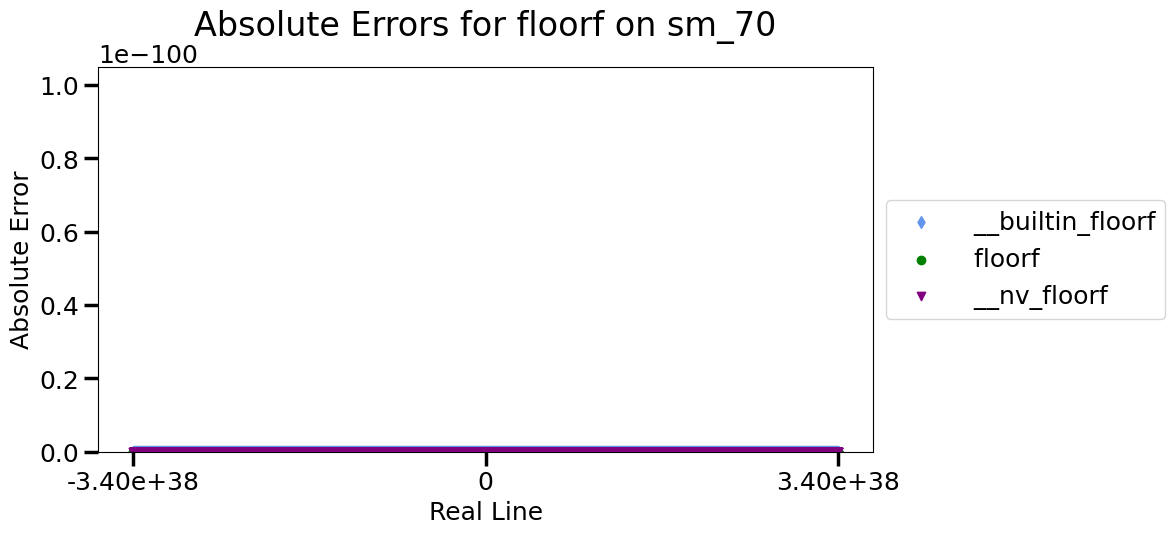 Absolute Errors for floorf on sm_70
1e−100
1.0
0.8
0.6
0.4
0.2
0.0
Absolute Error
-3.40e+38
0
3.40e+38
Real Line
__builtin_floorf
floorf
__nv_floorf